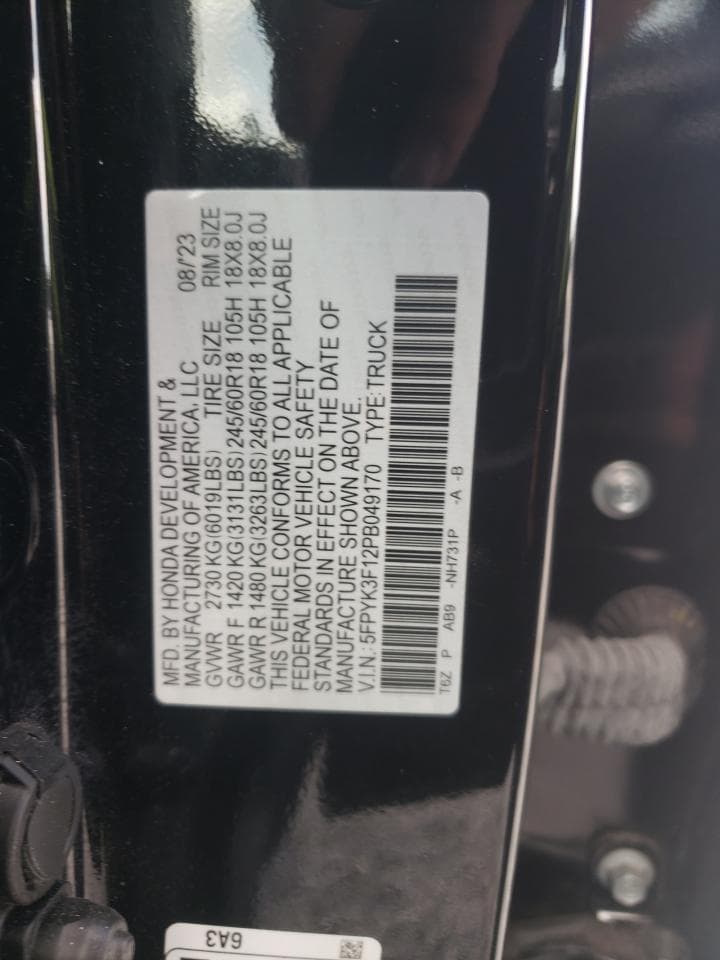 MFD. BY HONDA DEVELOPMENT &
MANUFACTURING OF AMERICA, LLC 08/'23
GVWR 2730 KG(6019LBS) TIRE SIZE RIM SIZE
GAWR F 1420 KG(3131LBS) 245/60R18 105H 18X8.0J
GAWR R 1480 KG(3263LBS) 245/60R18 105H 18X8.0J
THIS VEHICLE CONFORMS TO ALL APPLICABLE
FEDERAL MOTOR VEHICLE SAFETY
STANDARDS IN EFFECT ON THE DATE OF
MANUFACTURE SHOWN ABOVE.
V.I.N.: 5FPYK3F12PB049170 TYPE: TRUCK
T6Z P AB9 -NH731P -A -B
6A3